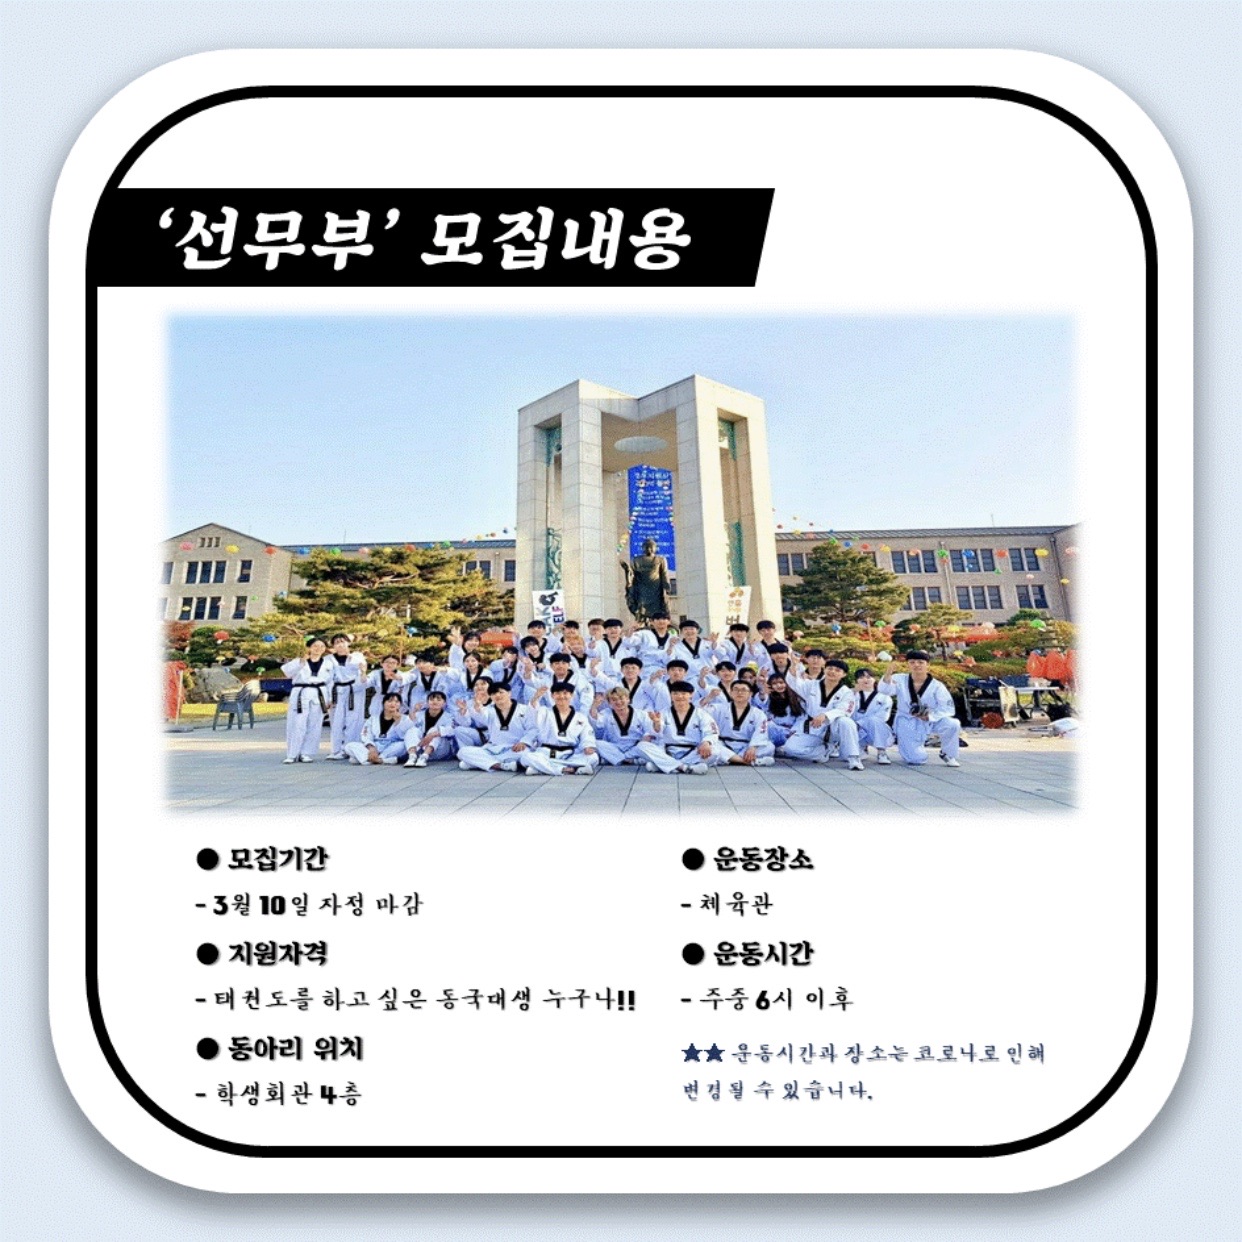 ‘선무부’ 모집내용
● 모집기간
- 3월 10일 자정 마감
● 지원자격
- 태권도를 하고 싶은 동국대생 누구나!!
● 동아리 위치
- 학생회관 4층
● 운동장소
- 체육관
● 운동시간
- 주중 6시 이후
★★ 운동시간과 장소는 코로나로 인해
변경될 수 있습니다.